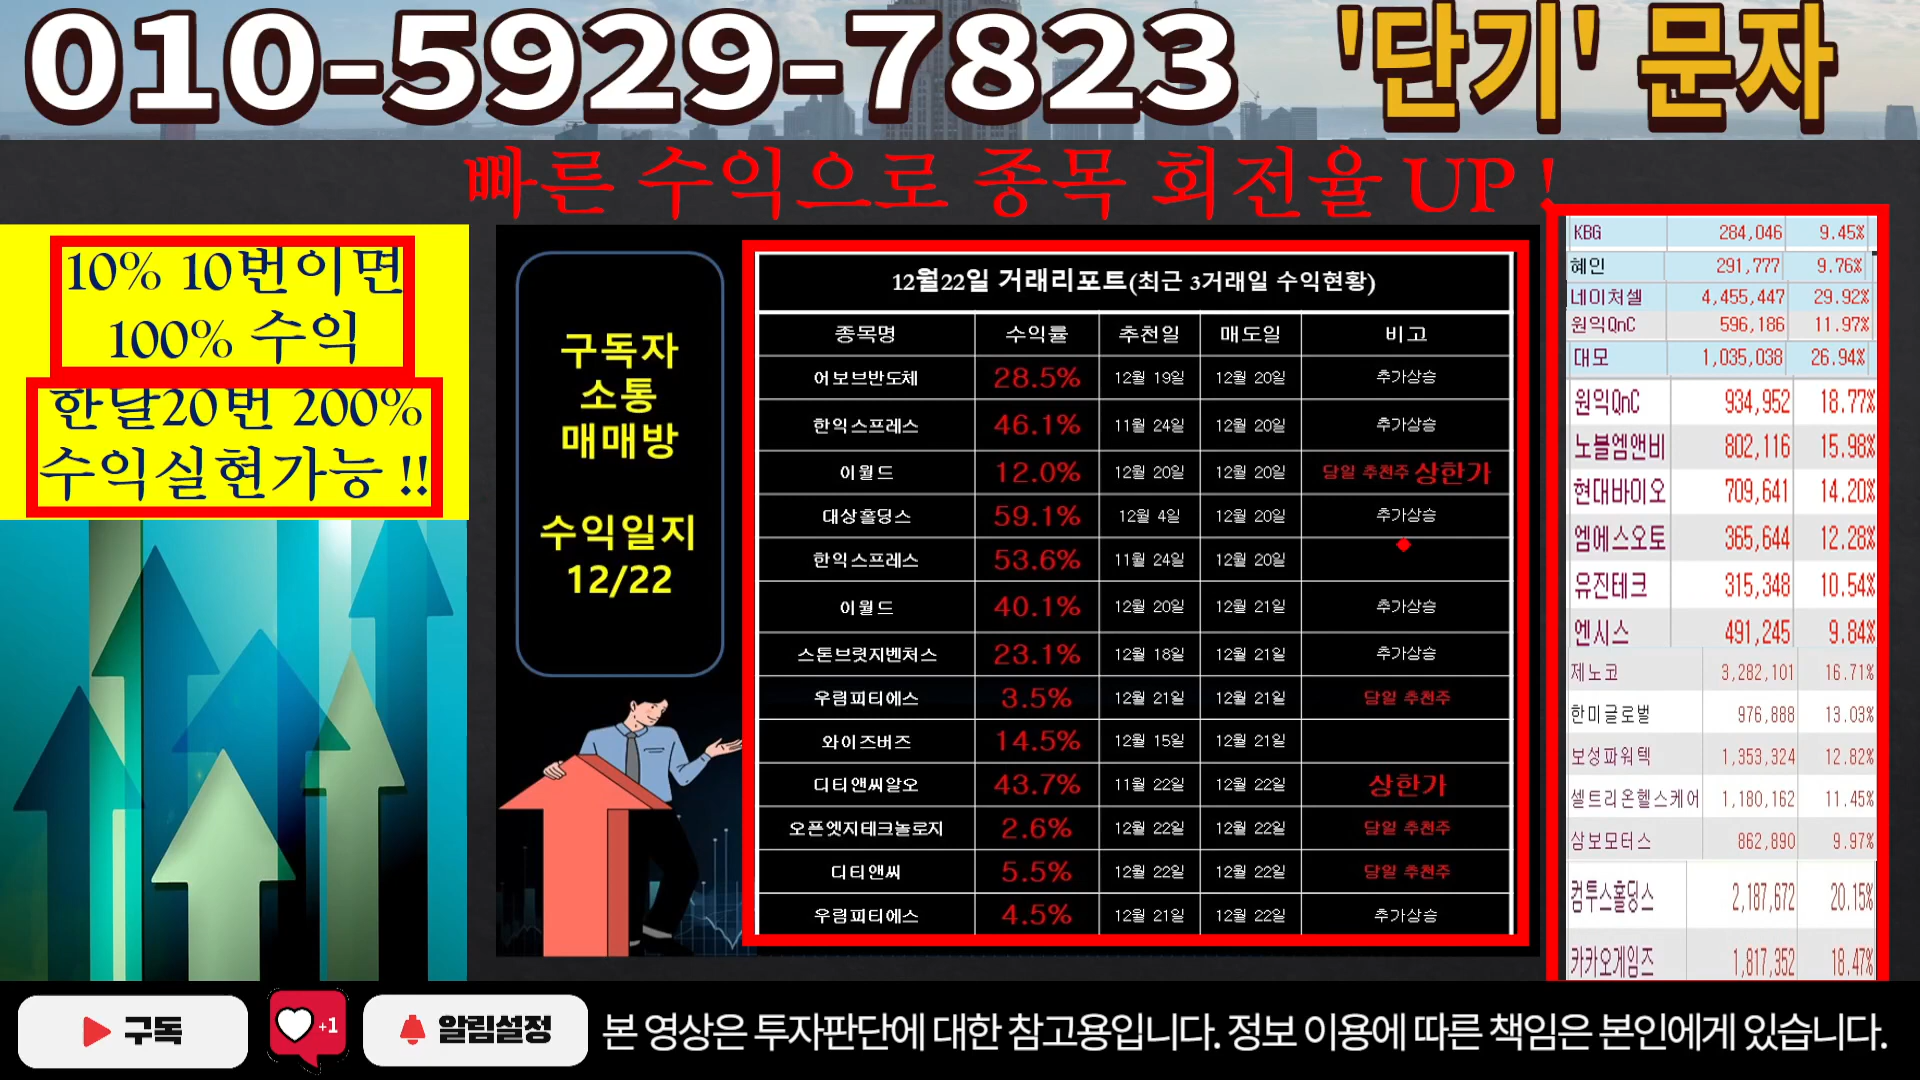 010-5929-7823 '단기' 문자
빠른 수익으로 종목 회전율 UP !
10% 10번이면
100% 수익
한달20번 200%
수익실현가능 !!
구독자
소통
매매방
수익일지
12/22
12월22일 거래리포트(최근 3거래일 수익현황)
종목명 수익률 추천일 매도일 비고
어보브반도체 28.5% 12월 19일 12월 20일 추가상승
한익스프레스 46.1% 11월 24일 12월 20일 추가상승
이월드 12.0% 12월 20일 12월 20일 당일 추천주 상한가
대상홀딩스 59.1% 12월 4일 12월 20일 추가상승
한익스프레스 53.6% 11월 24일 12월 20일
이월드 40.1% 12월 20일 12월 21일 추가상승
스톤브릿지벤처스 23.1% 12월 18일 12월 21일 추가상승
우럼피티에스 3.5% 12월 21일 12월 21일 당일 추천주
와이즈버즈 14.5% 12월 15일 12월 21일
디티앤씨알오 43.7% 11월 22일 12월 22일 상한가
오픈엣지테크놀로지 2.6% 12월 22일 12월 22일 당일 추천주
디티앤씨 5.5% 12월 22일 12월 22일 당일 추천주
우럼피티에스 4.5% 12월 21일 12월 22일 추가상승
KBG 284,046 9.45%
혜인 291,777 9.76%
네이처셀 4,455,447 29.92%
원익QnC 596,186 11.97%
대모 1,035,038 26.94%
원익QnC 934,952 18.77%
노블엠앤비 802,116 15.98%
현대바이오 709,641 14.20%
엠에스오토 365,644 12.28%
유진테크 315,348 10.54%
엔시스 491,245 9.84%
제노코 3,282,101 16.71%
한미글로벌 976,888 13.03%
보성파워텍 1,353,324 12.82%
셀트리온헬스케어 1,180,162 11.45%
삼보모터스 862,890 9.97%
컴투스홀딩스 2,187,672 20.15%
카카오게임즈 1,817,352 18.47%
구독 +1 알림설정 본 영상은 투자판단에 대한 참고용입니다. 정보 이용에 따른 책임은 본인에게 있습니다.